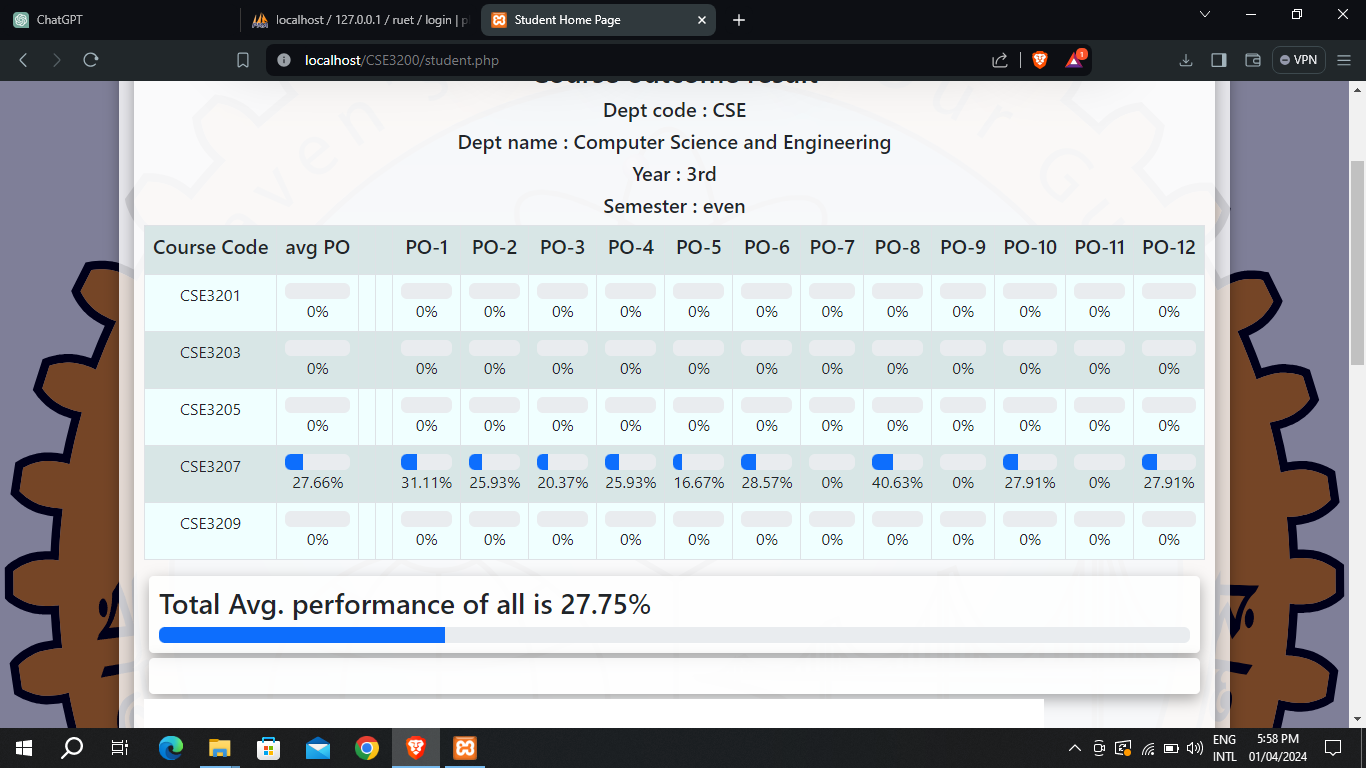 ChatGPT
localhost / 127.0.0.1 / ruet / login | p
Student Home Page
localhost/CSE3200/student.php
1
VPN
Course outcome result
Dept code : CSE
Dept name : Computer Science and Engineering
Year : 3rd
Semester : even
Course Code avg PO PO-1 PO-2 PO-3 PO-4 PO-5 PO-6 PO-7 PO-8 PO-9 PO-10 PO-11 PO-12
CSE3201
0% 0% 0% 0% 0% 0% 0% 0% 0% 0% 0% 0% 0%
CSE3203
0% 0% 0% 0% 0% 0% 0% 0% 0% 0% 0% 0% 0%
CSE3205
0% 0% 0% 0% 0% 0% 0% 0% 0% 0% 0% 0% 0%
CSE3207
27.66% 31.11% 25.93% 20.37% 25.93% 16.67% 28.57% 0% 40.63% 0% 27.91% 0% 27.91%
CSE3209
0% 0% 0% 0% 0% 0% 0% 0% 0% 0% 0% 0% 0%
Total Avg. performance of all is 27.75%
ENG
INTL
5:58 PM
01/04/2024